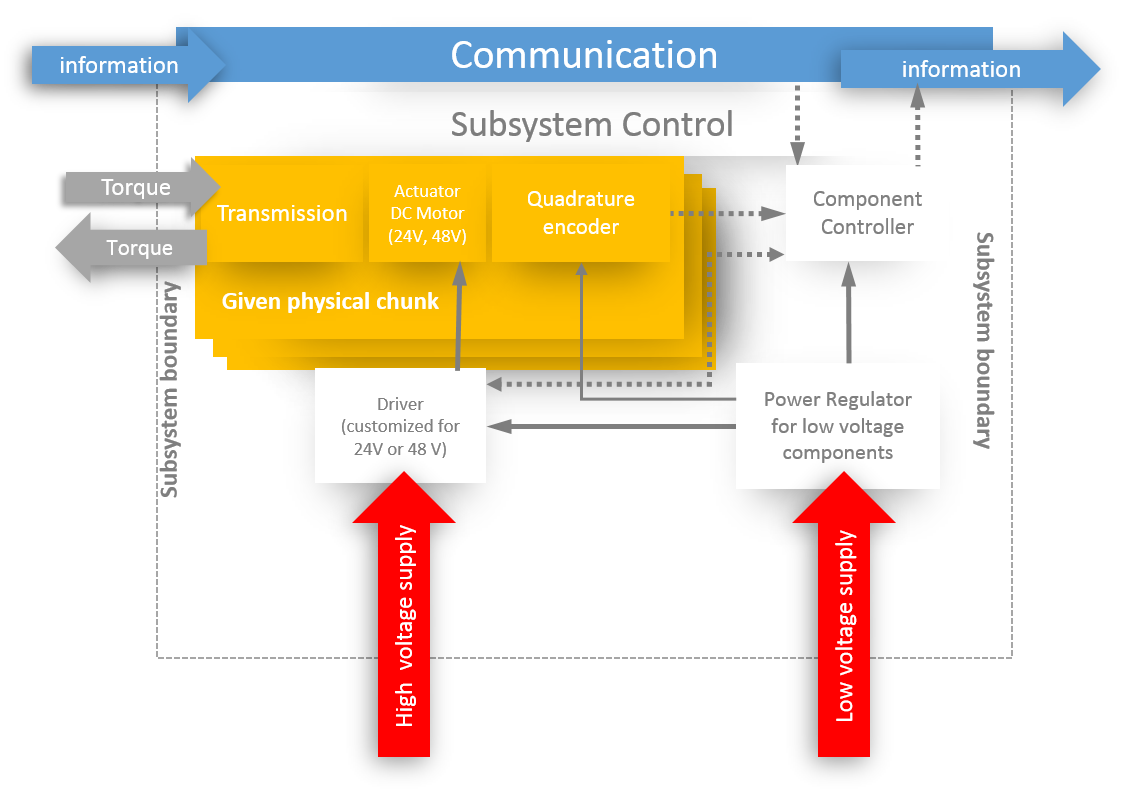 Communication
information
information
Subsystem Control
Torque
Torque
Transmission
Actuator
DC Motor
(24V, 48V)
Quadrature
encoder
Component
Controller
Given physical chunk
Subsystem boundary
Subsystem boundary
Driver
(customized for
24V or 48 V)
Power Regulator
for low voltage
components
High voltage supply
Low voltage supply